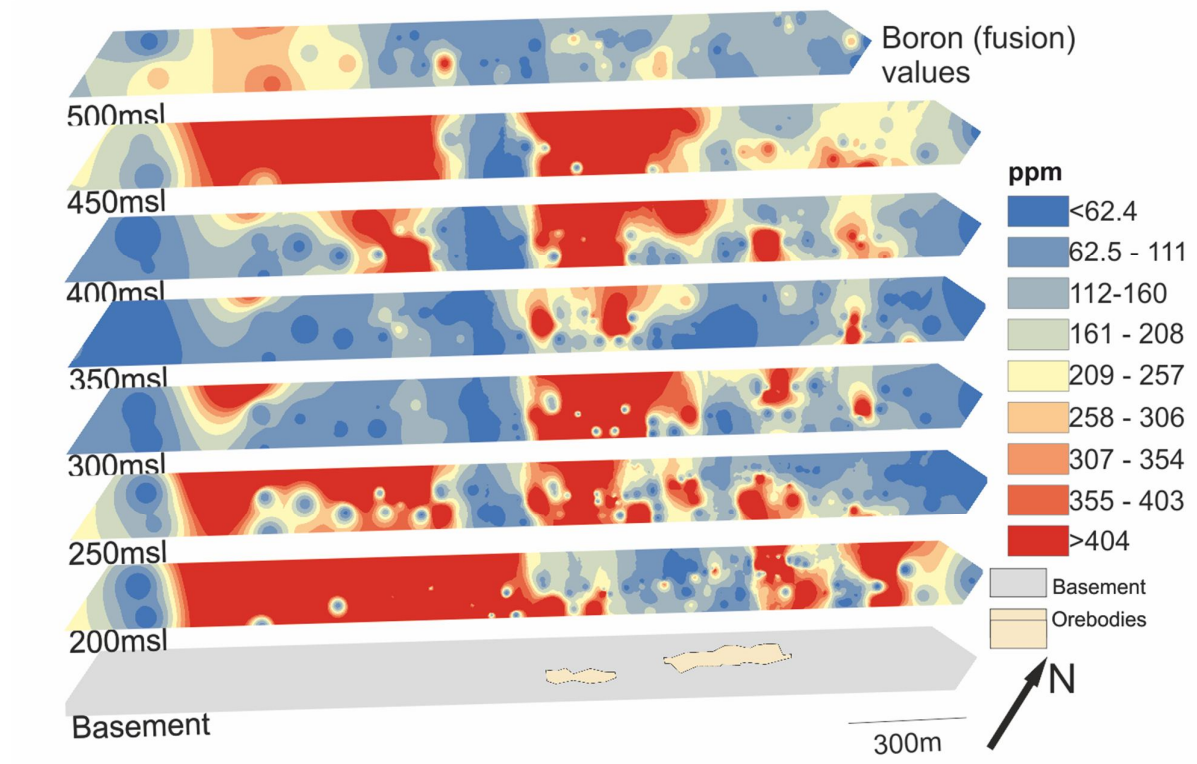 Boron (fusion)
values
500msl
450msl
400msl
350msl
300msl
250msl
200msl
Basement
ppm
<62.4
62.5 - 111
112-160
161 - 208
209 - 257
258 - 306
307 - 354
355 - 403
>404
Basement
Orebodies
N
300m